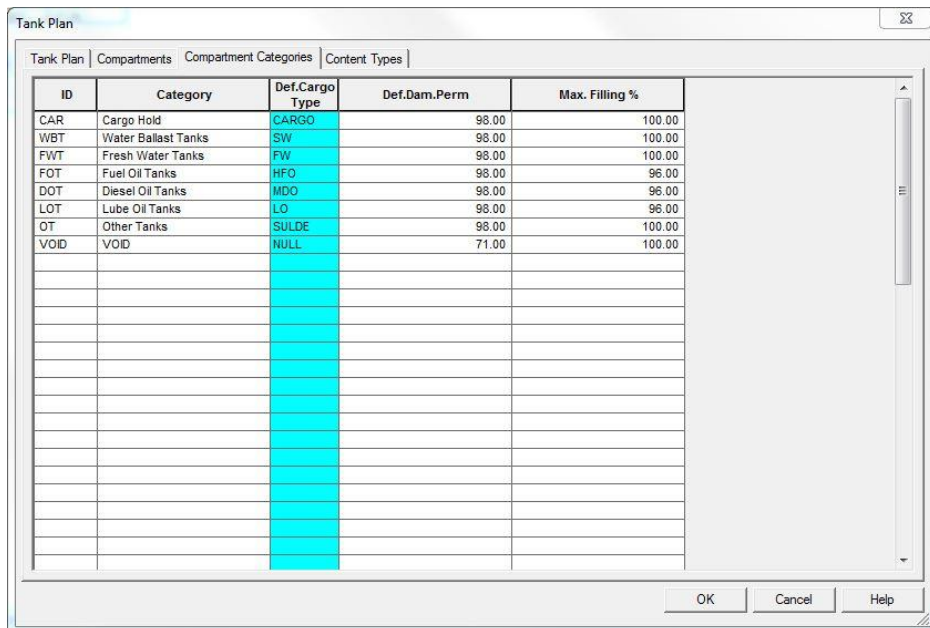 Tank Plan
Tank Plan Compartments Compartment Categories Content Types
ID Category Def.Cargo Type Def.Dam.Perm Max. Filling %
CAR Cargo Hold CARGO 98.00 100.00
WBT Water Ballast Tanks SW 98.00 100.00
FWT Fresh Water Tanks FW 98.00 100.00
FOT Fuel Oil Tanks HFO 98.00 96.00
DOT Diesel Oil Tanks MDO 98.00 96.00
LOT Lube Oil Tanks LO 98.00 96.00
OT Other Tanks SULDE 98.00 100.00
VOID VOID NULL 71.00 100.00
OK Cancel Help